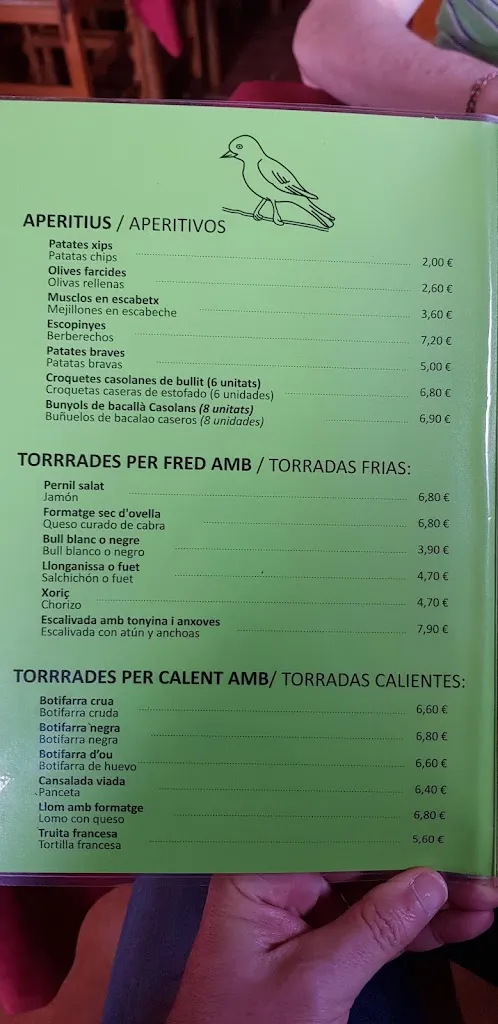 APERITIUS / APERITIVOS
Patates xips
Patatas chips 2,00 €
Olives farcides
Olivas rellenas 2,60 €
Musclos en escabetx
Mejillones en escabeche 3,60 €
Escopinyes
Berberechos 7,20 €
Patates braves
Patatas bravas 5,00 €
Croquetes casolanes de bullit (6 unitats)
Croquetas caseras de estofado (6 unidades) 6,80 €
Bunyols de bacallà Casolans (8 unitats)
Buñuelos de bacalao caseros (8 unidades) 6,90 €
TORRRADES PER FRED AMB / TORRADAS FRIAS:
Pernil salat
Jamón 6,80 €
Formatge sec d'ovella
Queso curado de cabra 6,80 €
Bull blanc o negre
Bull blanco o negro 3,90 €
Llonganissa o fuet
Salchichón o fuet 4,70 €
Xoriç
Chorizo 4,70 €
Escalivada amb tonyina i anxoves
Escalivada con atún y anchoas 7,90 €
TORRRADES PER CALENT AMB/ TORRADAS CALIENTES:
Botifarra crua
Botifarra cruda 6,60 €
Botifarra negra
Botifarra negra 6,80 €
Botifarra d'ou
Botifarra de huevo 6,60 €
Cansalada viada
Panceta 6,40 €
Llom amb formatge
Lomo con queso 6,80 €
Truita francesa
Tortilla francesa 5,60 €